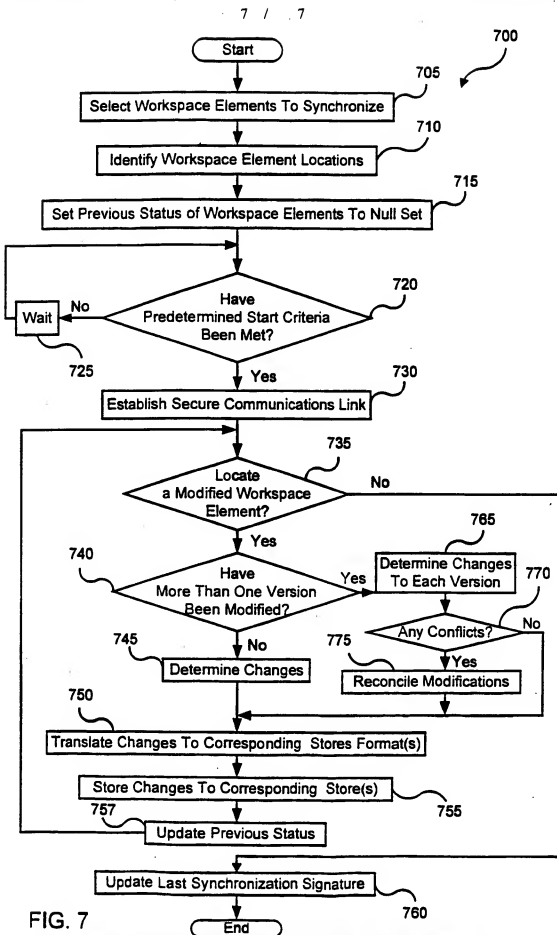 7 / 7
700
Start
705
Select Workspace Elements To Synchronize
710
Identify Workspace Element Locations
715
Set Previous Status of Workspace Elements To Null Set
720
Have
Predetermined Start Criteria
Been Met?
No
Wait
725
Yes
730
Establish Secure Communications Link
735
Locate
a Modified Workspace
Element?
No
Yes
740
Have
More Than One Version
Been Modified?
Yes
765
Determine Changes
To Each Version
770
Any Conflicts?
No
Yes
775
Reconcile Modifications
No
745
Determine Changes
750
Translate Changes To Corresponding Stores Format(s)
Store Changes To Corresponding Store(s)
755
757
Update Previous Status
Update Last Synchronization Signature
760
End
FIG. 7